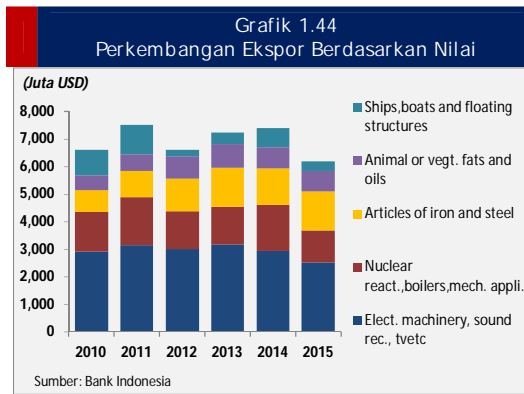 Grafik 1.44
Perkembangan Ekspor Berdasarkan Nilai
(Juta USD)
8,000
7,000
6,000
5,000
4,000
3,000
2,000
1,000
0
2010 2011 2012 2013 2014 2015
Ships,boats and floating
structures
Animal or vegt. fats and
oils
Articles of iron and steel
Nuclear
react.,boilers,mech. appli.
Elect. machinery, sound
rec., tvetc
Sumber: Bank Indonesia